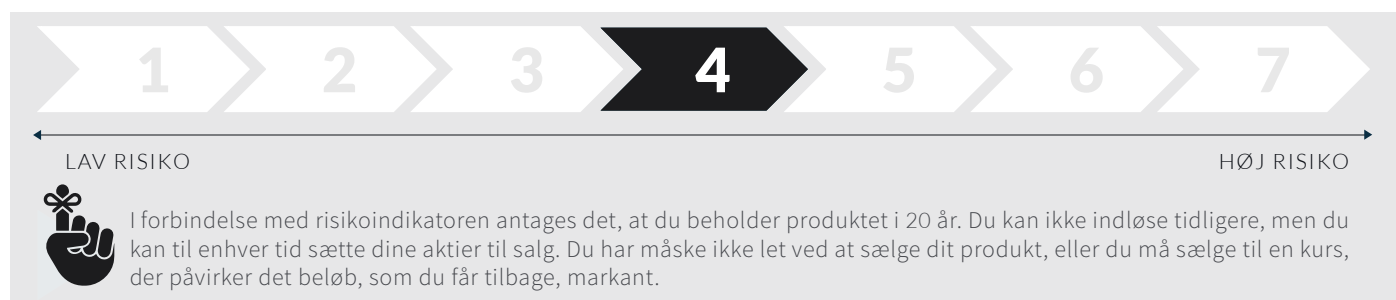 1 2 3 4 5 6 7
LAV RISIKO HØJ RISIKO
I forbindelse med risikoindikatoren antages det, at du beholder produktet i 20 år. Du kan ikke indløse tidligere, men du
kan til enhver tid sætte dine aktier til salg. Du har måske ikke let ved at sælge dit produkt, eller du må sælge til en kurs,
der påvirker det beløb, som du får tilbage, markant.